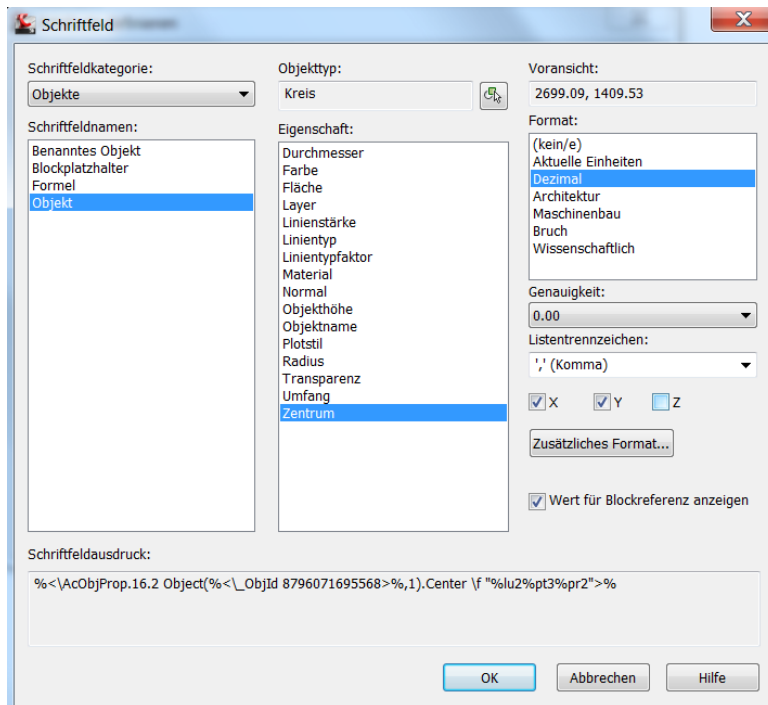 Schriftfeld
Schriftfeldkategorie:
Objekte
Schriftfeldnamen:
Benanntes Objekt
Blockplatzhalter
Formel
Objekt
Objekttyp:
Kreis
Eigenschaft:
Durchmesser
Farbe
Fläche
Layer
Linienstärke
Linientyp
Linientypfaktor
Material
Normal
Objekthöhe
Objektname
Plotstil
Radius
Transparenz
Umfang
Zentrum
Voransicht:
2699.09, 1409.53
Format:
(kein/e)
Aktuelle Einheiten
Dezimal
Architektur
Maschinenbau
Bruch
Wissenschaftlich
Genauigkeit:
0.00
Listentrennzeichen:
',' (Komma)
X Y Z
Zusätzliches Format...
Wert für Blockreferenz anzeigen
Schriftfeldausdruck:
%<\AcObjProp.16.2 Object(%<\_ObjId 8796071695568>%,1).Center \f "%lu2%pt3%pr2">%
OK Abbrechen Hilfe